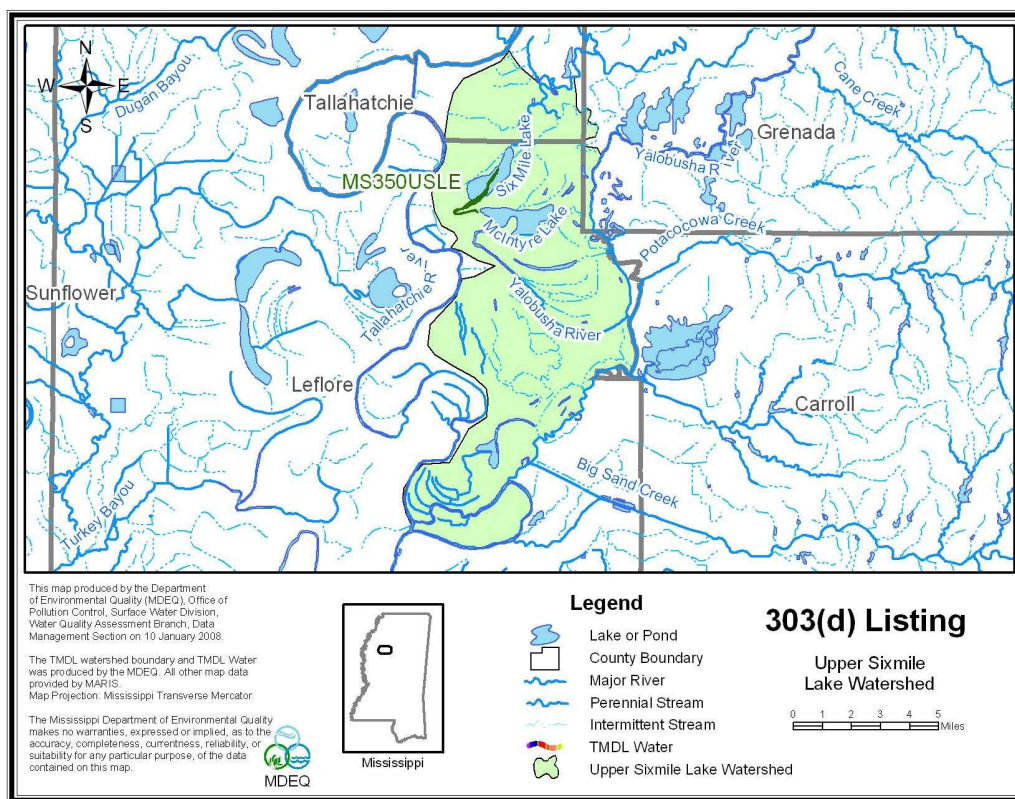 N
W E
S
Dugan Bayou
Tallahatchie
Cane Creek
Grenada
Yalobusha River
Six Mile Lake
MS350USLE
McIntyre Lake
Potacocowa Creek
Sunflower
Tallahatchie River
Yalobusha River
Leflore
Carroll
Big Sand Creek
Turkey Bayou
This map produced by the Department
of Environmental Quality (MDEQ), Office of
Pollution Control, Surface Water Division,
Water Quality Assessment Branch, Data
Management Section on 10 January 2008.
The TMDL watershed boundary and TMDL Water
was produced by the MDEQ. All other map data
provided by MARIS.
Map Projection: Mississippi Transverse Mercator
The Mississippi Department of Environmental Quality
makes no warranties, expressed or implied, as to the
accuracy, completeness, currentness, reliability, or
suitability for any particular purpose, of the data
contained on this map.
MDEQ
Mississippi
Legend
Lake or Pond
County Boundary
Major River
Perennial Stream
Intermittent Stream
TMDL Water
Upper Sixmile Lake Watershed
303(d) Listing
Upper Sixmile
Lake Watershed
0 1 2 3 4 5
Miles